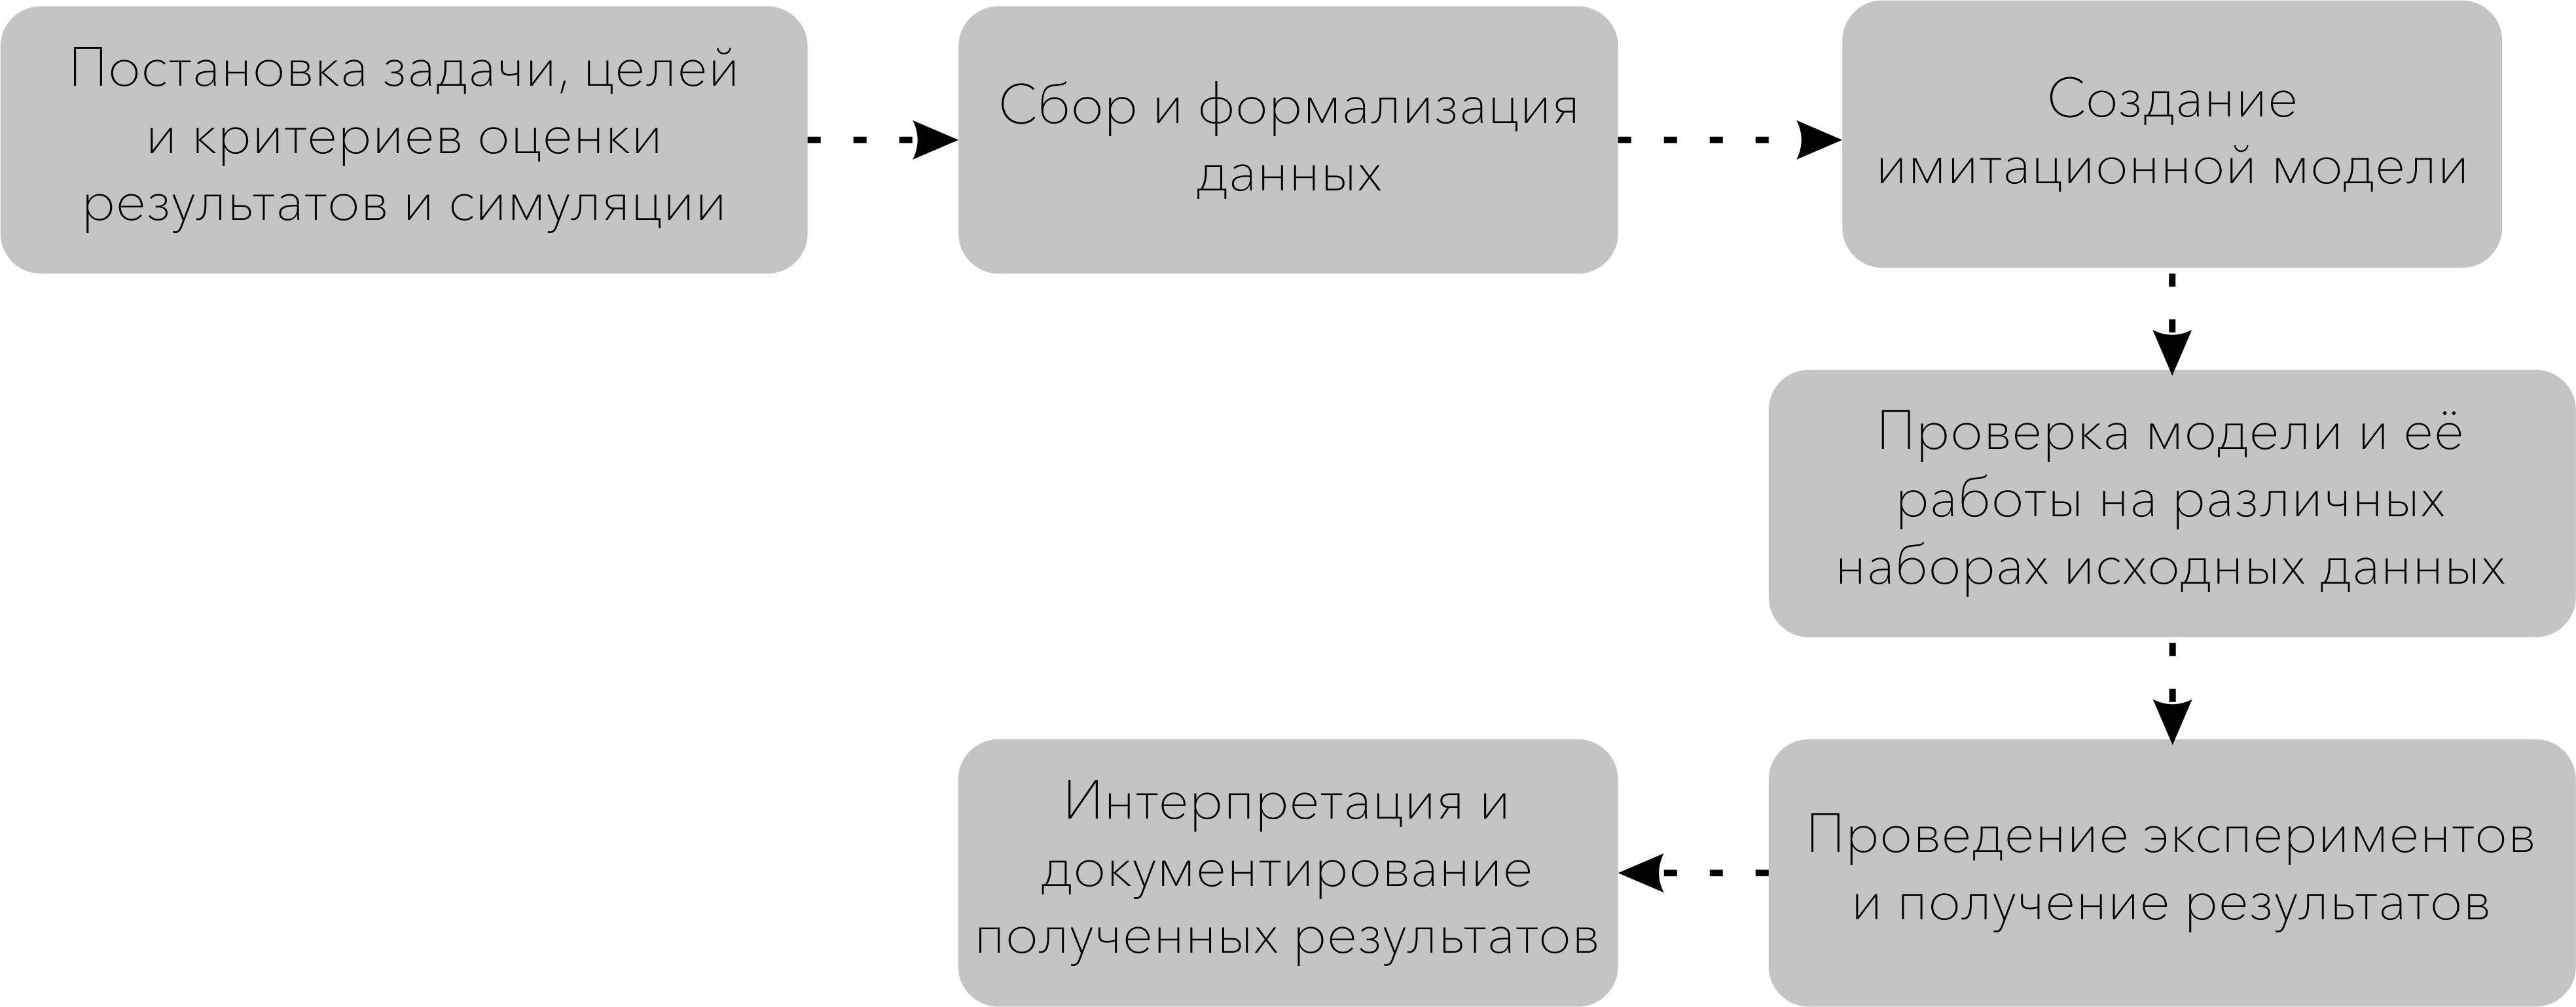 Постановка задачи, целей
и критериев оценки
результатов и симуляции
Сбор и формализация
данных
Создание
имитационной модели
Проверка модели и её
работы на различных
наборах исходных данных
Проведение экспериментов
и получение результатов
Интерпретация и
документирование
полученных результатов